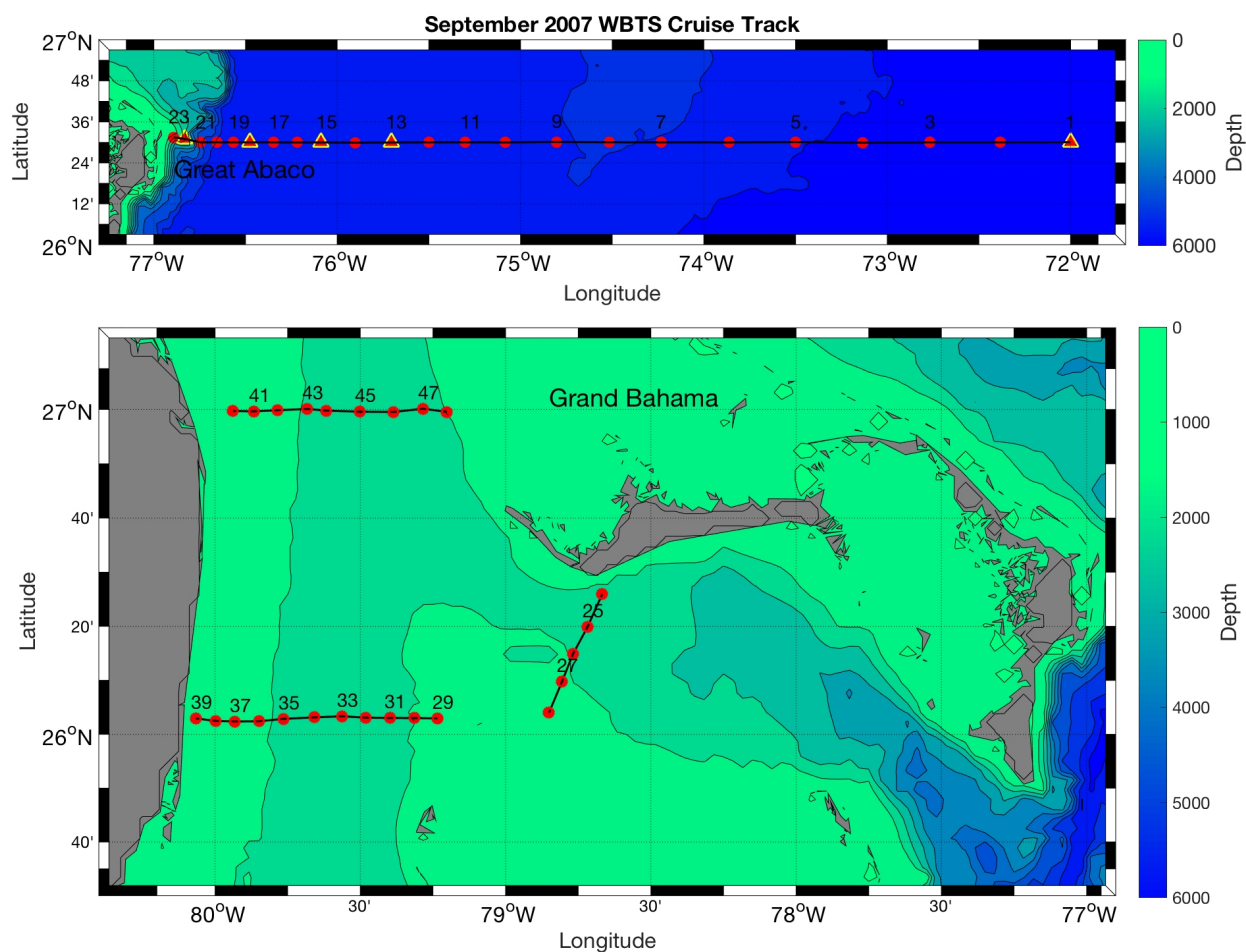 September 2007 WBTS Cruise Track
27°N
48'
36'
24'
12'
26°N
Latitude
23 21 19 17 15 13 11 9 7 5, 3 1
Great Abaco
77°W 76°W 75°W 74°W 73°W 72°W
Longitude
0
2000
4000
6000
Depth
27°N
40'
20'
26°N
40'
Latitude
41 43 45 47
Grand Bahama
25
27
39 37 35 33 31 29
80°W 30' 79°W 30' 78°W 30' 77°W
Longitude
0
1000
2000
3000
4000
5000
6000
Depth